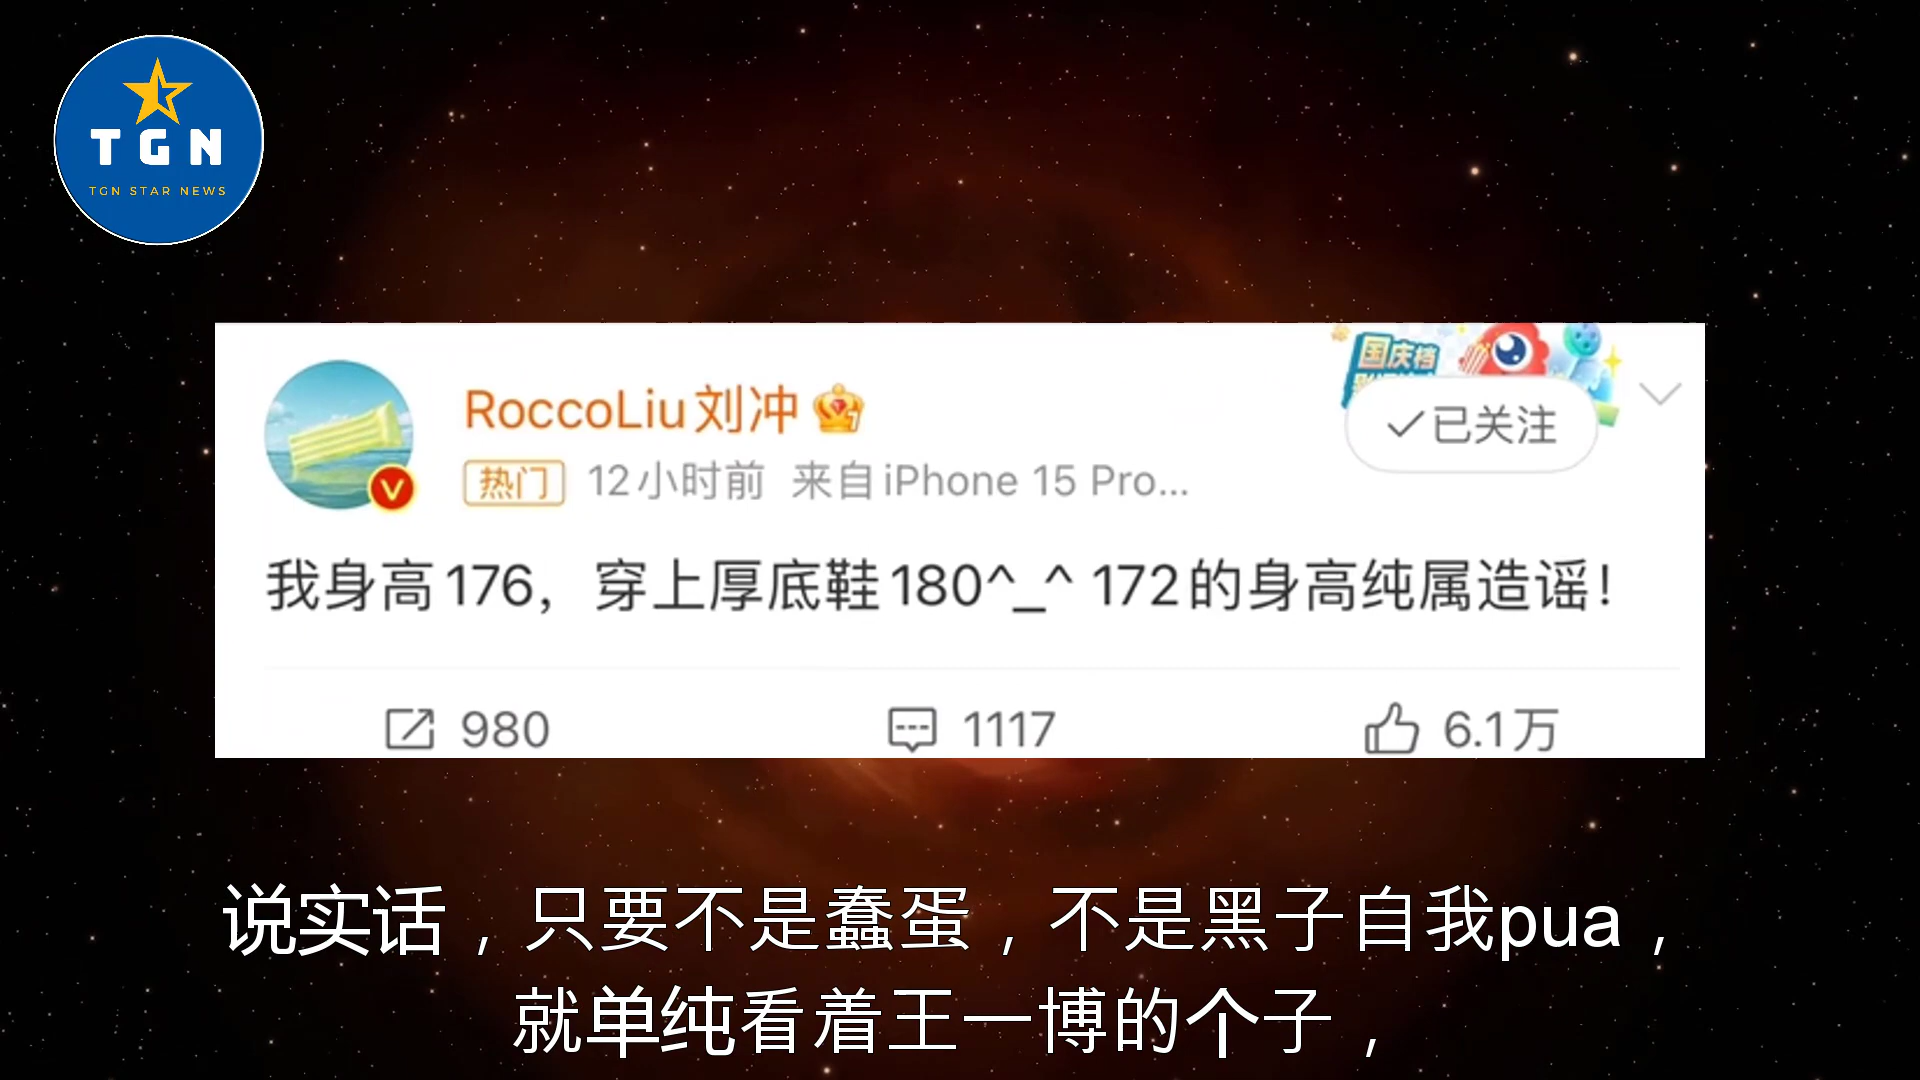 TGN
TGN STAR NEWS
国庆档
RoccoLiu刘冲
已关注
热门 12小时前 来自iPhone 15 Pro...
我身高176，穿上厚底鞋180^_^ 172的身高纯属造谣！
980 1117 6.1万
说实话，只要不是蠢蛋，不是黑子自我pua，
就单纯看着王一博的个子，